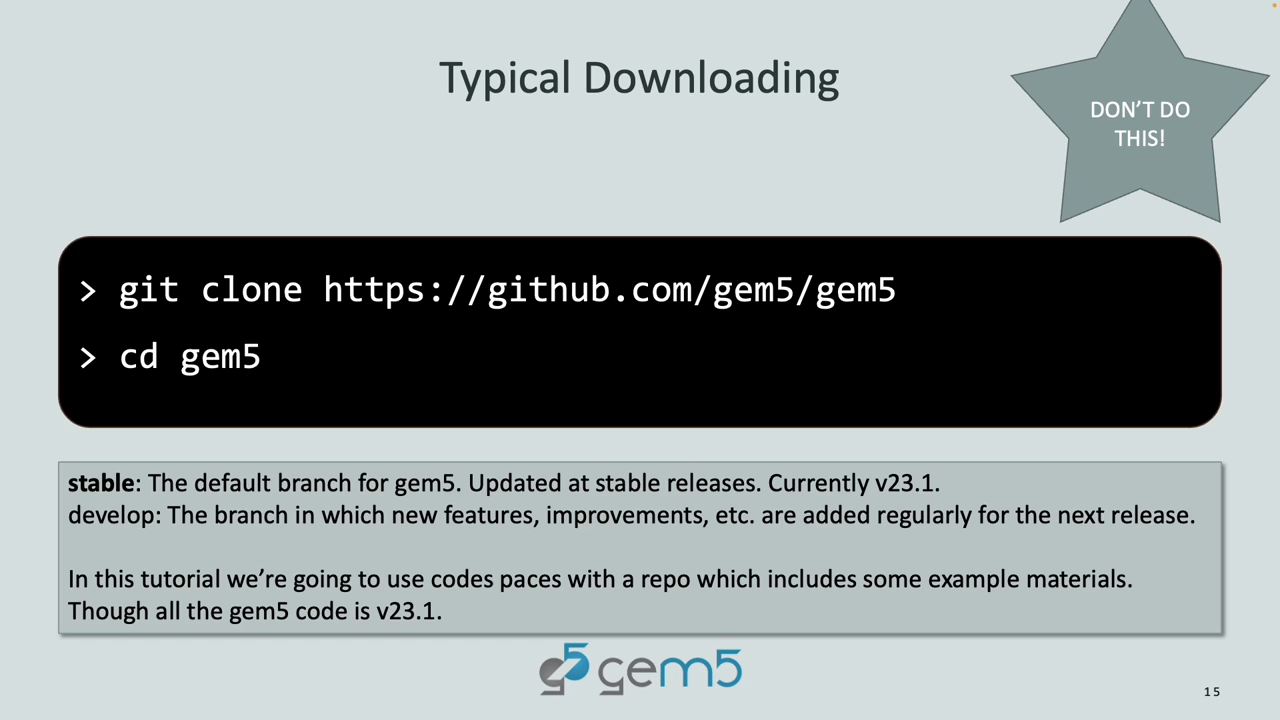 Typical Downloading
DON’T DO
THIS!
> git clone https://github.com/gem5/gem5
> cd gem5
stable: The default branch for gem5. Updated at stable releases. Currently v23.1.
develop: The branch in which new features, improvements, etc. are added regularly for the next release.
In this tutorial we’re going to use codes paces with a repo which includes some example materials.
Though all the gem5 code is v23.1.
g5 gem5
15